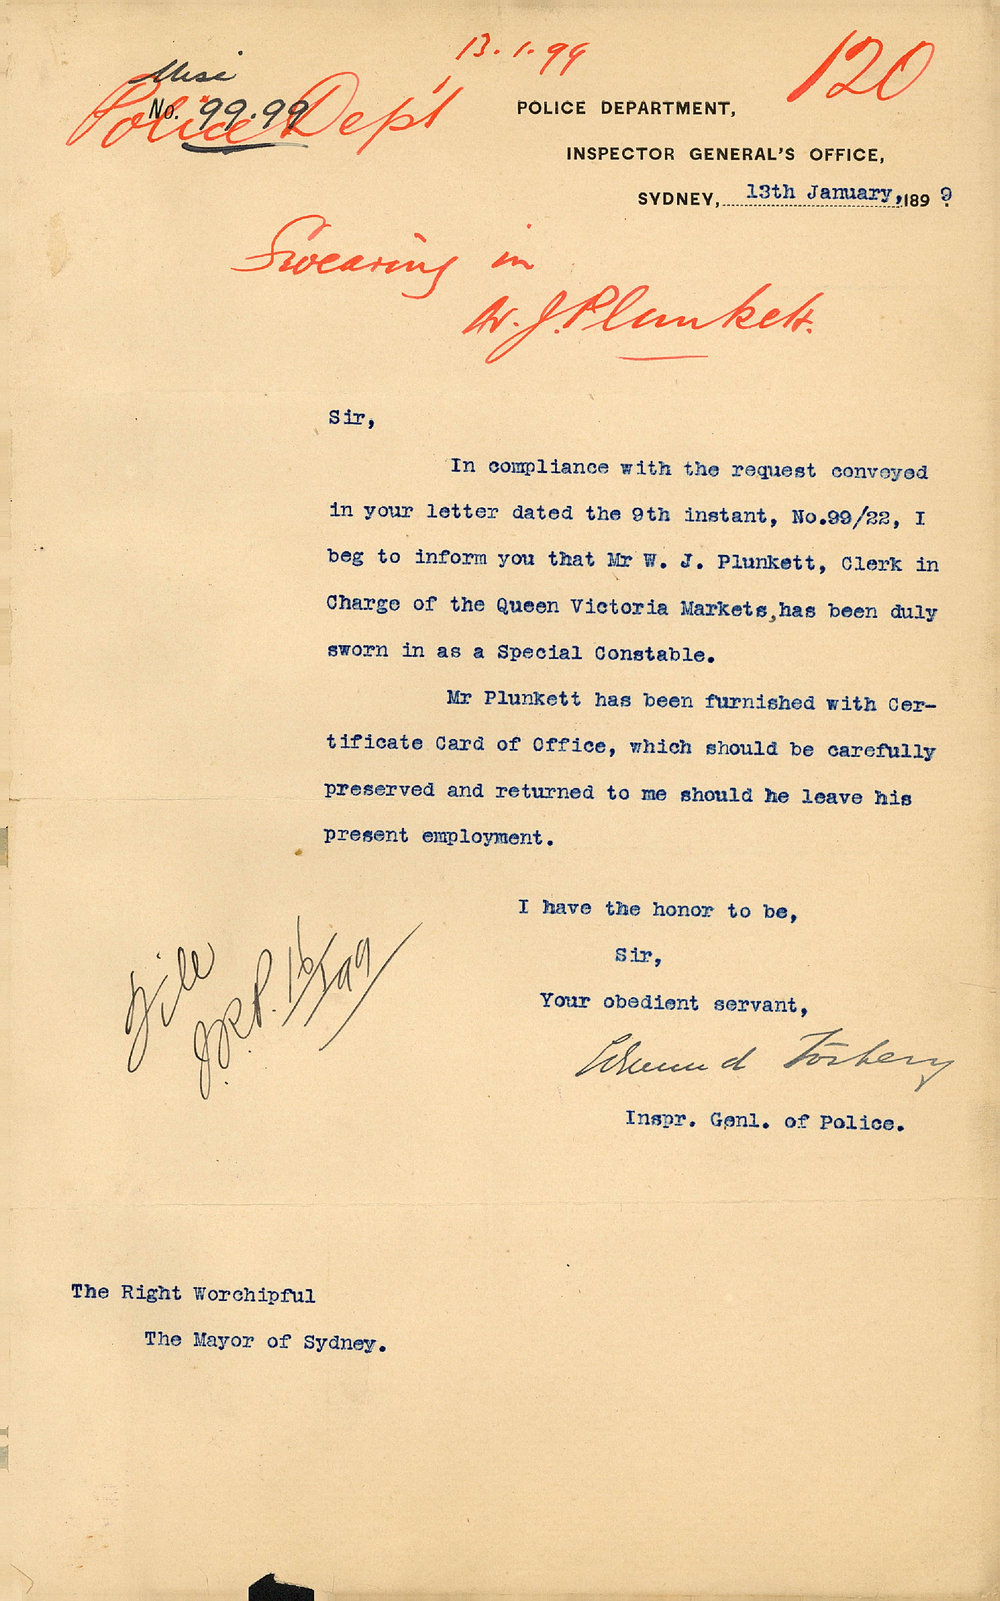 13.1.99
120
Misc
No. 99.99
Police Dep't
POLICE DEPARTMENT,
INSPECTOR GENERAL'S OFFICE,
SYDNEY, 13th January, 1899.
Swearing in
W. J. Plunkett.
Sir,
In compliance with the request conveyed
in your letter dated the 9th instant, No.99/22, I
beg to inform you that Mr W. J. Plunkett, Clerk in
Charge of the Queen Victoria Markets, has been duly
sworn in as a Special Constable.
Mr Plunkett has been furnished with Cer-
tificate Card of Office, which should be carefully
preserved and returned to me should he leave his
present employment.
I have the honor to be,
Sir,
Your obedient servant,
Edmund Fosbery
Inspr. Genl. of Police.
File
16/1/99
The Right Worchipful
The Mayor of Sydney.